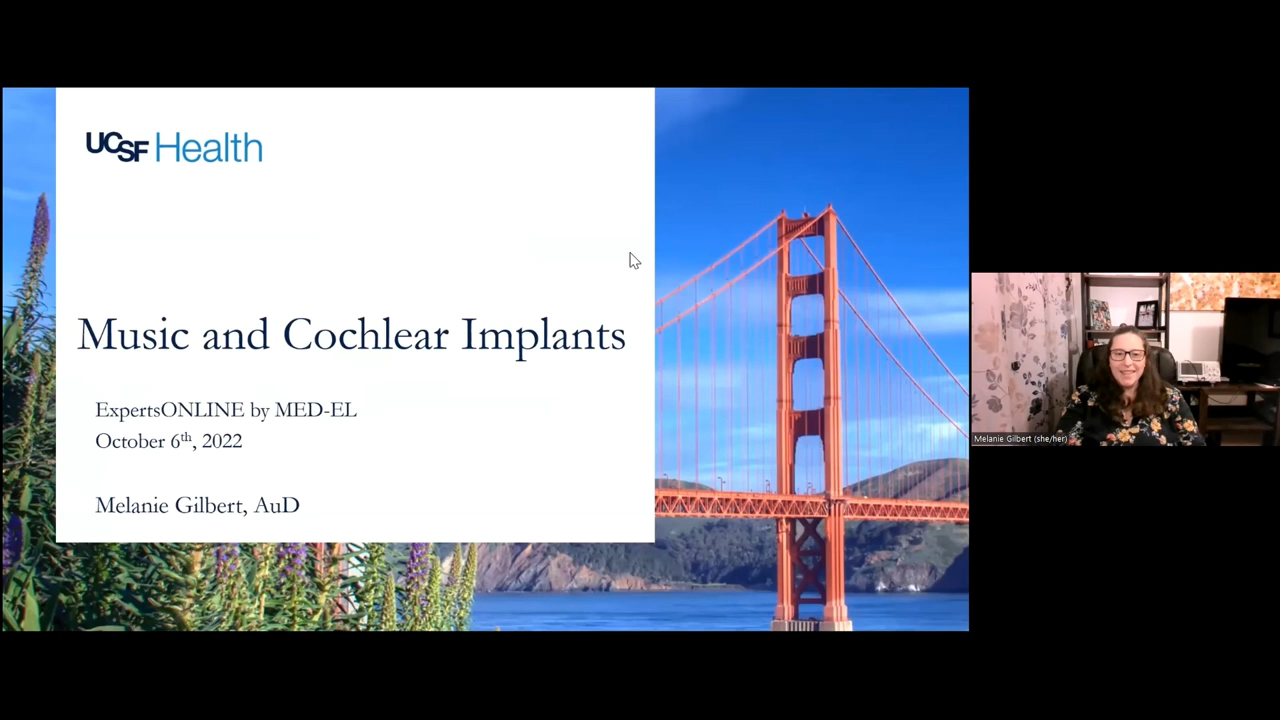 UCSF Health
Music and Cochlear Implants
ExpertsONLINE by MED-EL
October 6th, 2022
Melanie Gilbert, AuD
Melanie Gilbert (she/her)